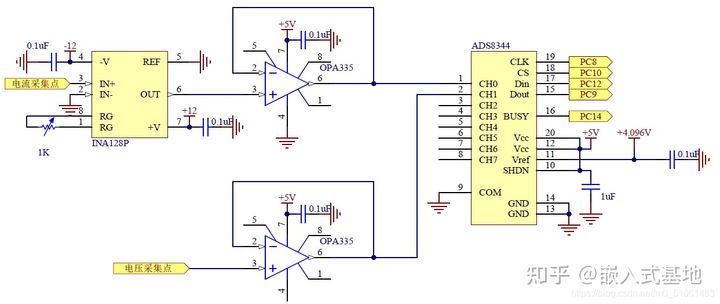 0.1uF
-12
4
-V
REF
5
电流采集点
3
IN+
2
IN-
OUT
6
8
RG
1
RG
+V
7
+12
0.1uF
1K
INA128P
+5V
0.1uF
5
7
8
OPA335
2
6
3
1
4
+5V
0.1uF
5
7
8
OPA335
2
6
3
1
4
电压采集点
ADS8344
1
CH0
2
CH1
3
CH2
4
CH3
5
CH4
6
CH5
7
CH6
8
CH7
9
COM
CLK
19
PC8
CS
18
PC10
Din
17
PC12
Dout
15
PC9
BUSY
16
PC14
Vcc
20
+5V
Vcc
12
+4.096V
Vref
11
0.1uF
SHDN
10
1uF
GND
14
GND
13
知乎 @嵌入式基地